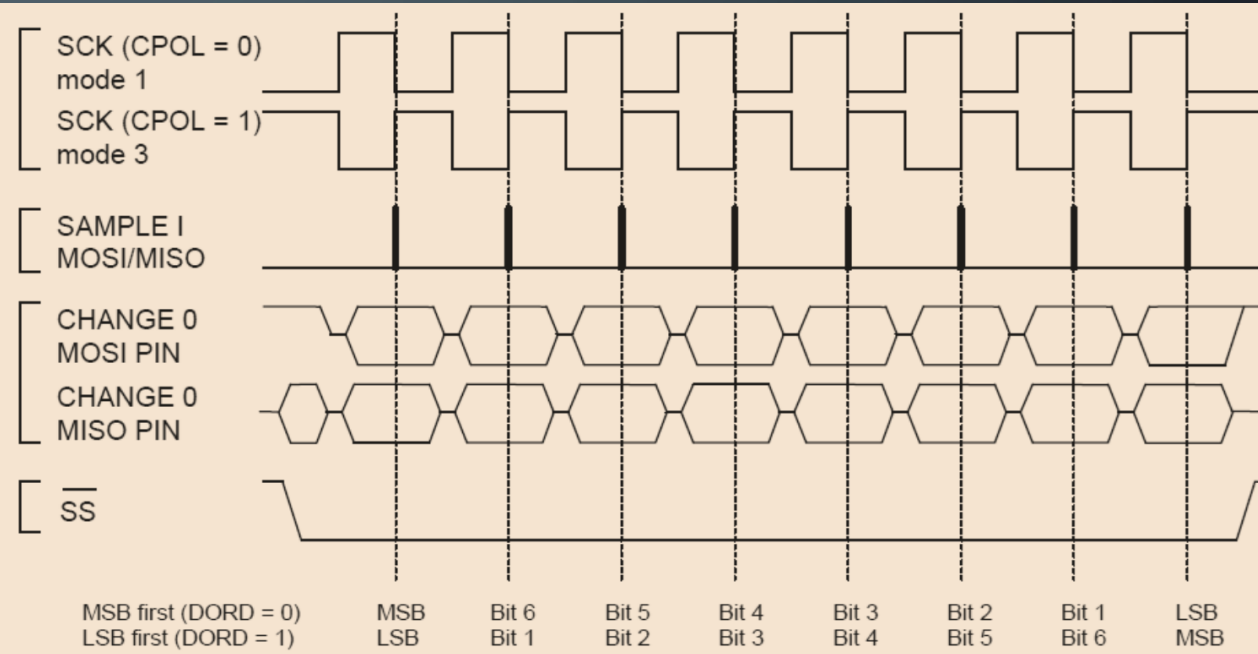 SCK (CPOL = 0)
mode 1
SCK (CPOL = 1)
mode 3
SAMPLE I
MOSI/MISO
CHANGE 0
MOSI PIN
CHANGE 0
MISO PIN
SS
MSB first (DORD = 0) MSB Bit 6 Bit 5 Bit 4 Bit 3 Bit 2 Bit 1 LSB
LSB first (DORD = 1) LSB Bit 1 Bit 2 Bit 3 Bit 4 Bit 5 Bit 6 MSB